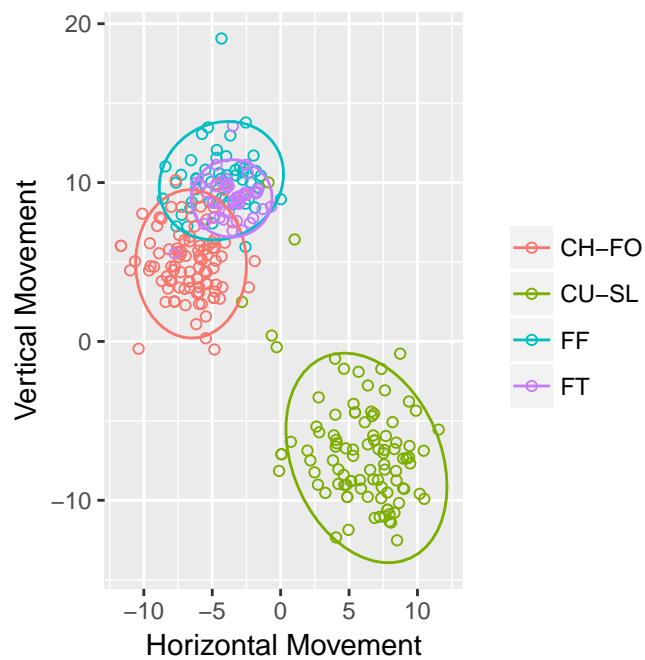 20
10
0
−10
Vertical Movement
−10 −5 0 5 10
Horizontal Movement
CH−FO
CU−SL
FF
FT